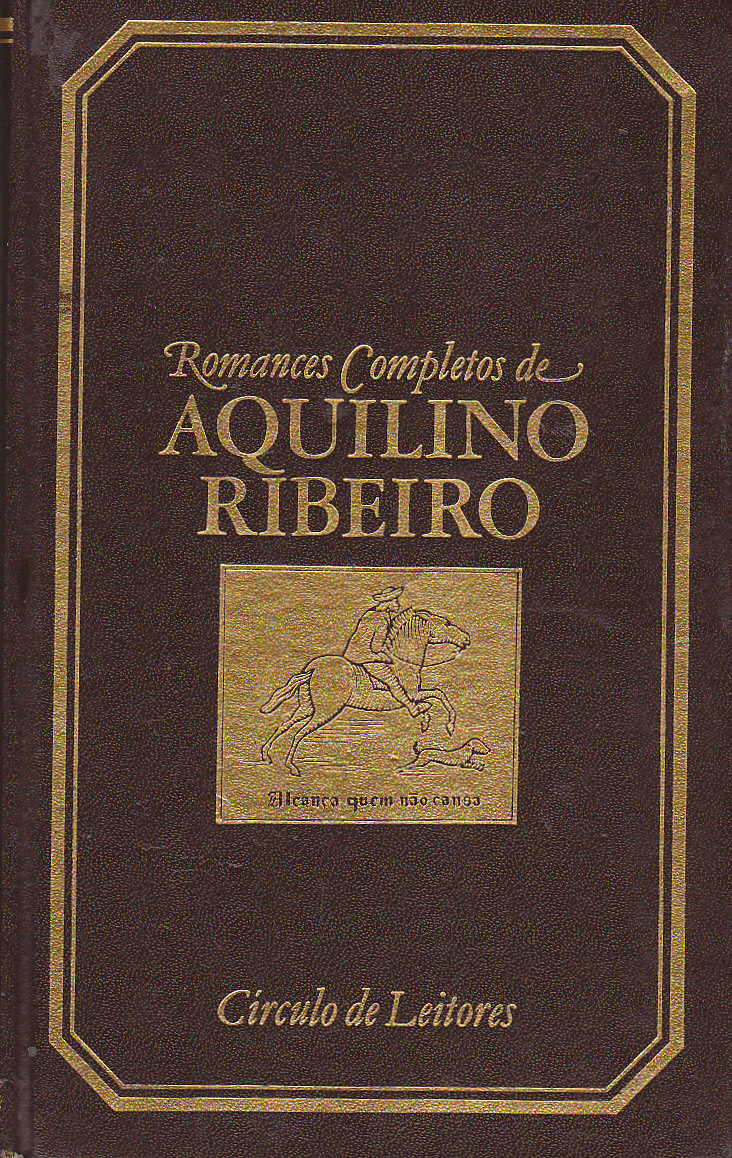 Romances Completos de
AQUILINO
RIBEIRO
Alcança quem não cansa
Círculo de Leitores